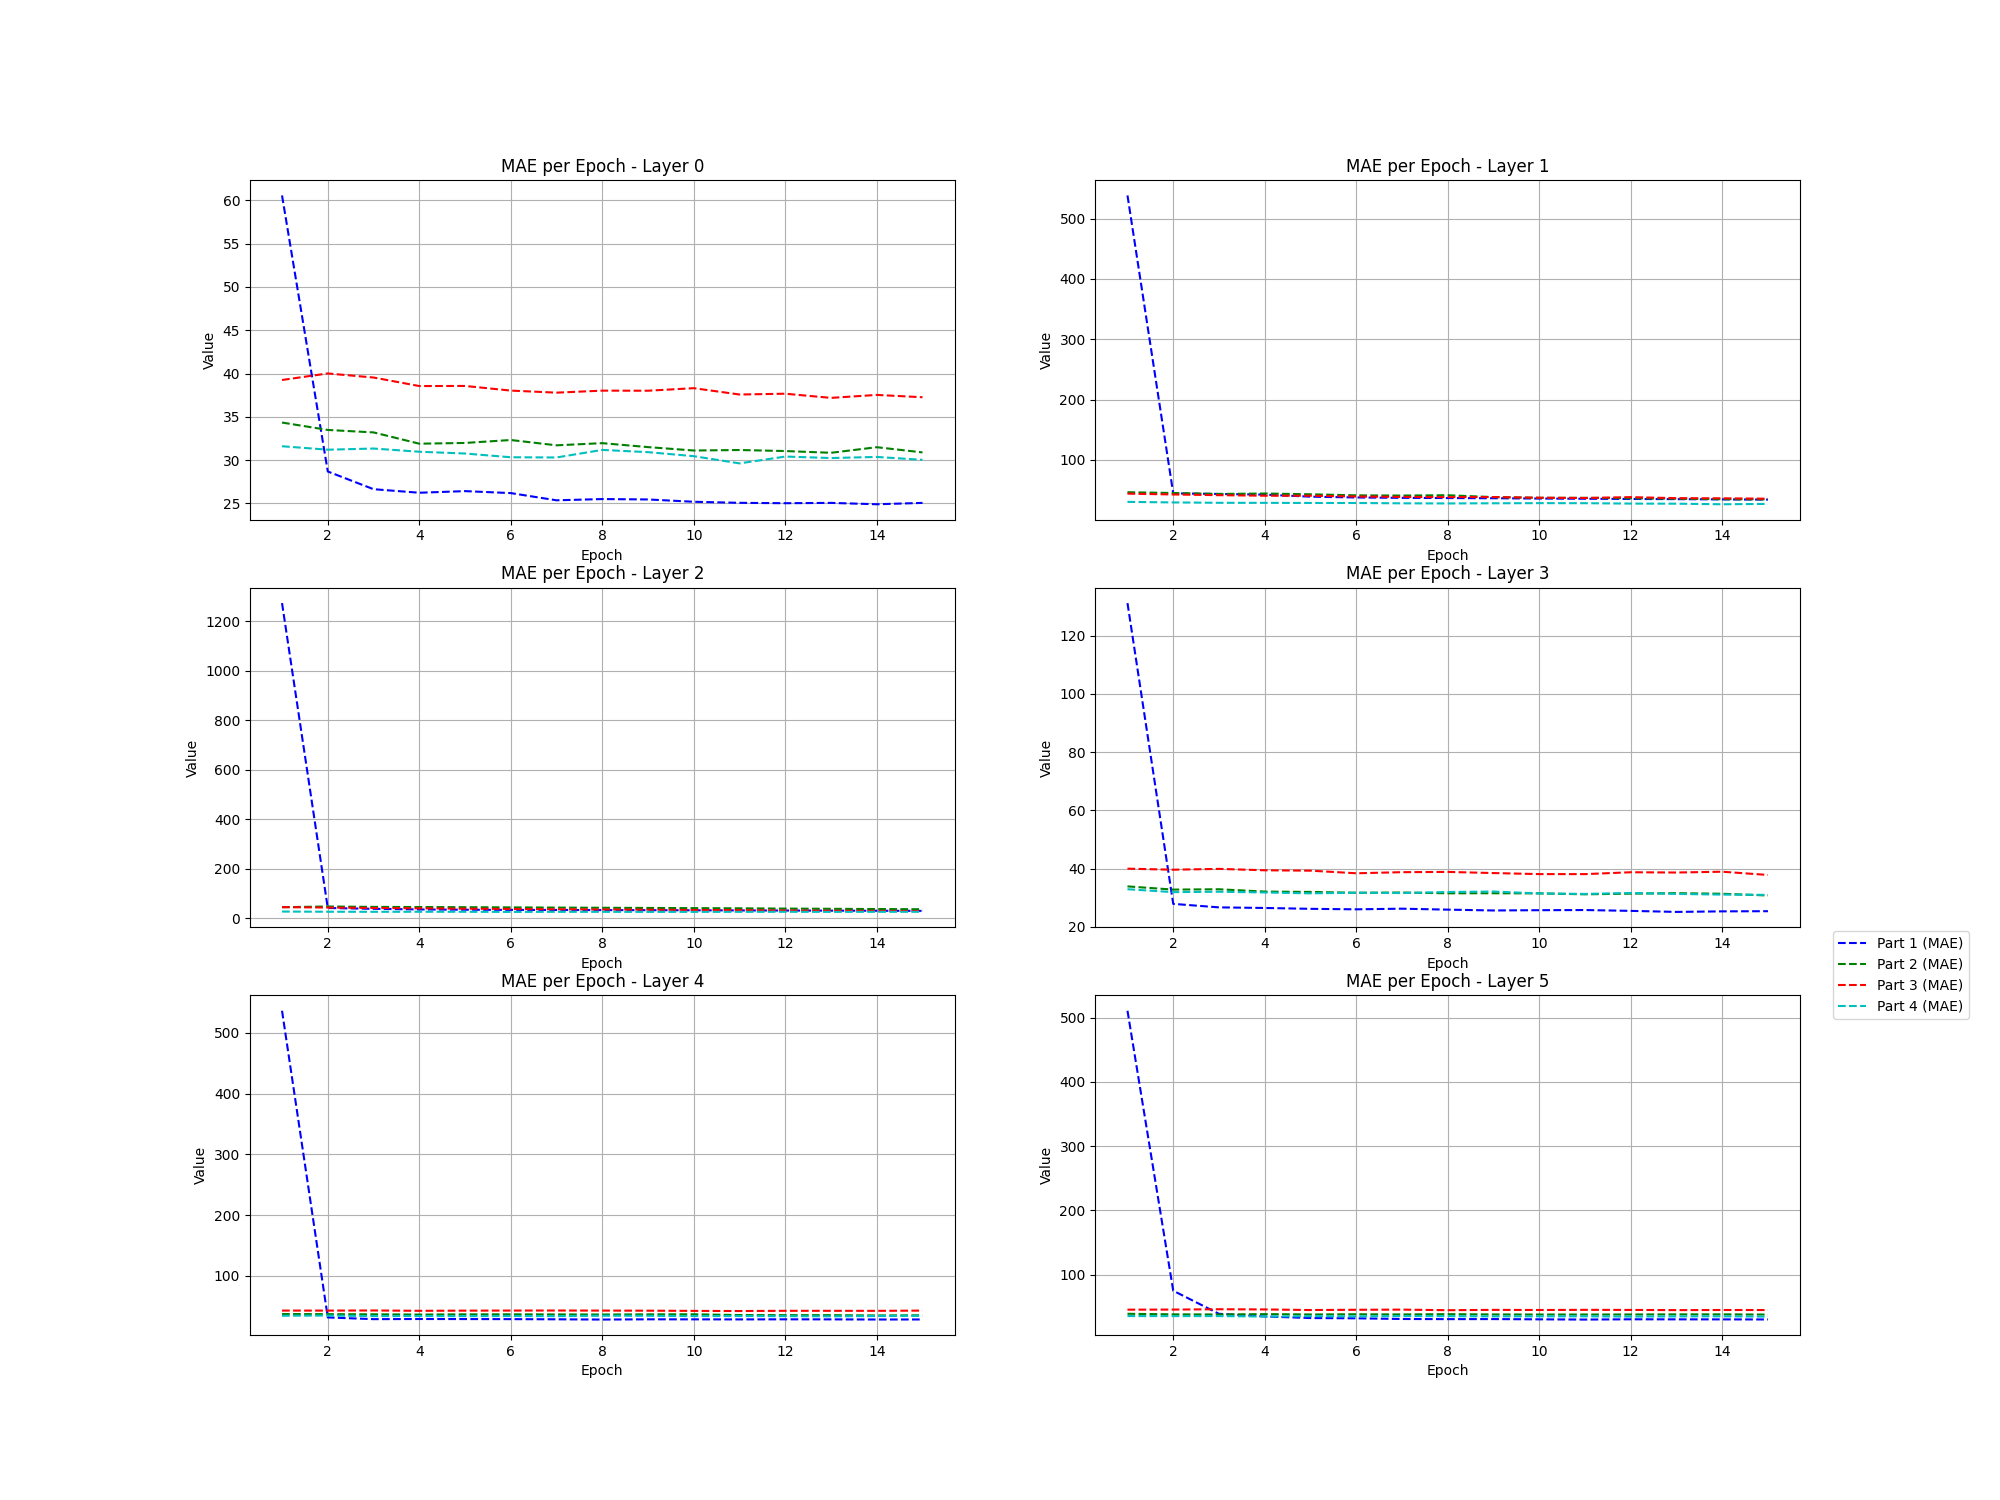 MAE per Epoch - Layer 0
60
55
50
45
40
35
30
25
Value
2 4 6 8 10 12 14
Epoch
MAE per Epoch - Layer 1
500
400
300
200
100
Value
2 4 6 8 10 12 14
Epoch
MAE per Epoch - Layer 2
1200
1000
800
600
400
200
0
Value
2 4 6 8 10 12 14
Epoch
MAE per Epoch - Layer 3
120
100
80
60
40
20
Value
2 4 6 8 10 12 14
Epoch
MAE per Epoch - Layer 4
500
400
300
200
100
Value
2 4 6 8 10 12 14
Epoch
MAE per Epoch - Layer 5
500
400
300
200
100
Value
2 4 6 8 10 12 14
Epoch
Part 1 (MAE)
Part 2 (MAE)
Part 3 (MAE)
Part 4 (MAE)